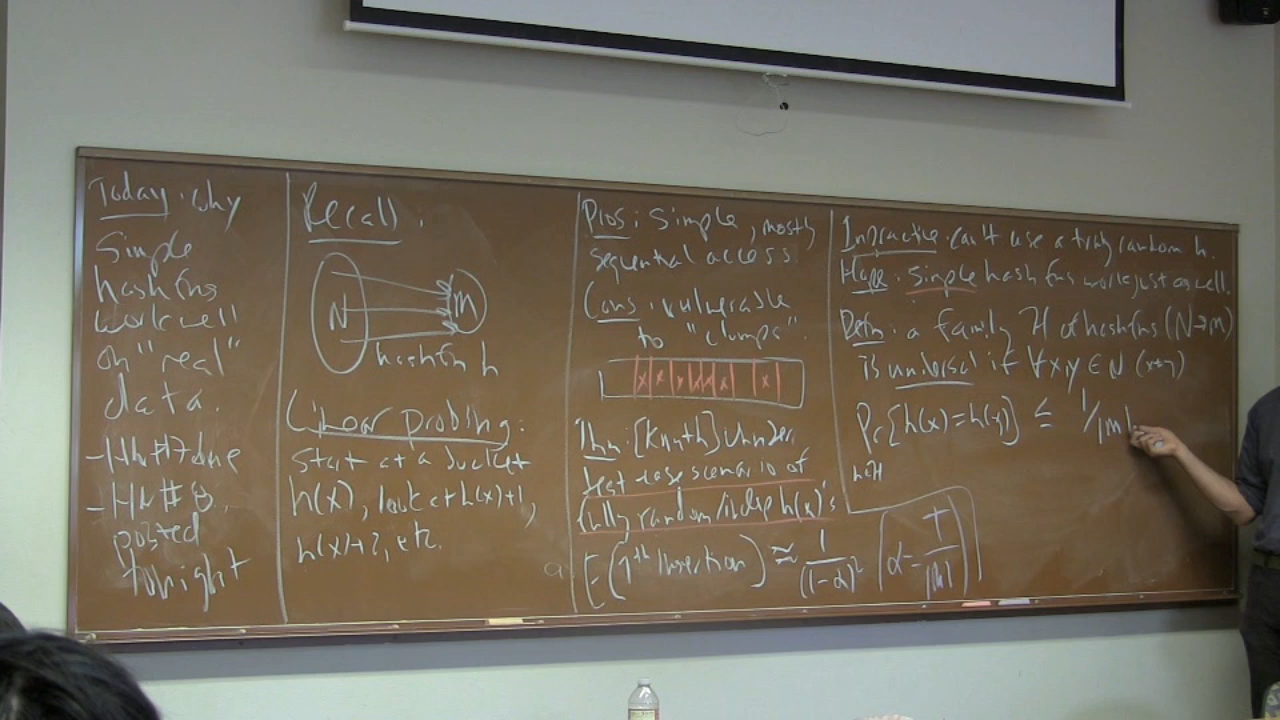 Today: why
simple
hash fns
work well
on "real"
data.
- HW #7 due
- HW #8
posted
tonight
Recall:
N
M
hash fn h
Linear probing:
start at a bucket
h(x), look at h(x)+1,
h(x)+2, etc.
Pros: simple, mostly
sequential access
Cons: vulnerable
to "clumps".
x x x x x x x
Thm: [Knuth] Under
best case scenario of
fully random/indep h(x)'s
E(T^th insertion) ≈ 1/(1-α)²
α = T/|M|
In practice: can't use a truly random h.
Hope: simple hash fns work just as well.
Defn: a family H of hash fns (N→M)
is universal if ∀x,y ∈ N (x≠y)
Pr[h(x)=h(y)] ≤ 1/|M|
h∼H